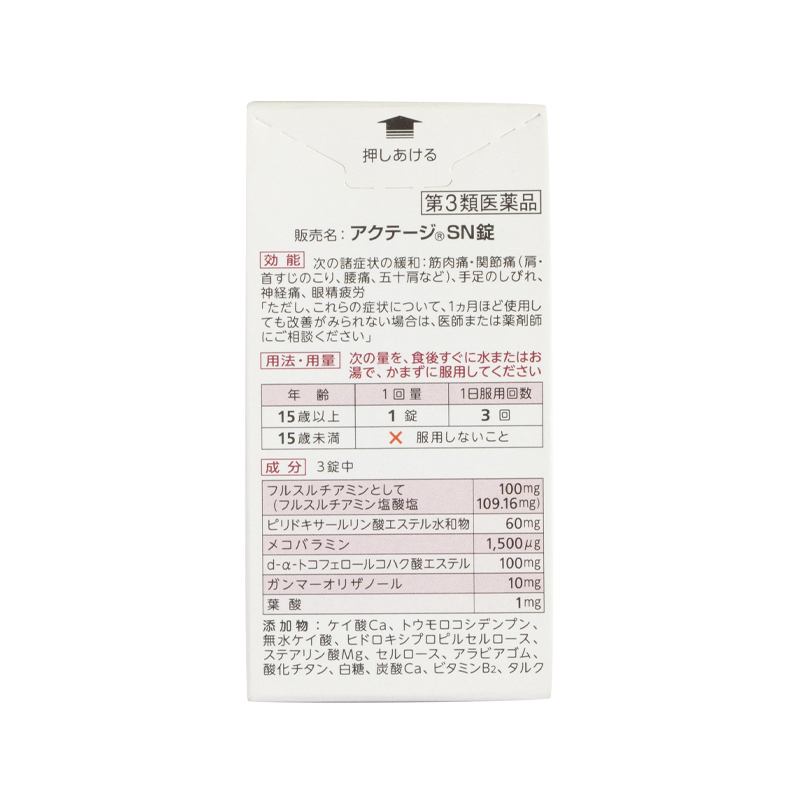 押しあける
第3類医薬品
販売名：アクテージ®SN錠
効能 次の諸症状の緩和：筋肉痛・関節痛（肩・
首すじのこり、腰痛、五十肩など）、手足のしびれ、
神経痛、眼精疲労
「ただし、これらの症状について、1ヵ月ほど使用し
ても改善がみられない場合は、医師または薬剤師
にご相談ください」
用法・用量 次の量を、食後すぐに水またはお
湯で、かまずに服用してください
年齢 1回量 1日服用回数
15歳以上 1錠 3回
15歳未満 × 服用しないこと
成分 3錠中
フルスルチアミンとして 100mg
（フルスルチアミン塩酸塩 109.16mg）
ピリドキサールリン酸エステル水和物 60mg
メコバラミン 1,500μg
d-α-トコフェロールコハク酸エステル 100mg
ガンマーオリザノール 10mg
葉酸 1mg
添加物：ケイ酸Ca、トウモロコシデンプン、
無水ケイ酸、ヒドロキシプロピルセルロース、
ステアリン酸Mg、セルロース、アラビアゴム、
酸化チタン、白糖、炭酸Ca、ビタミンB₂、タルク